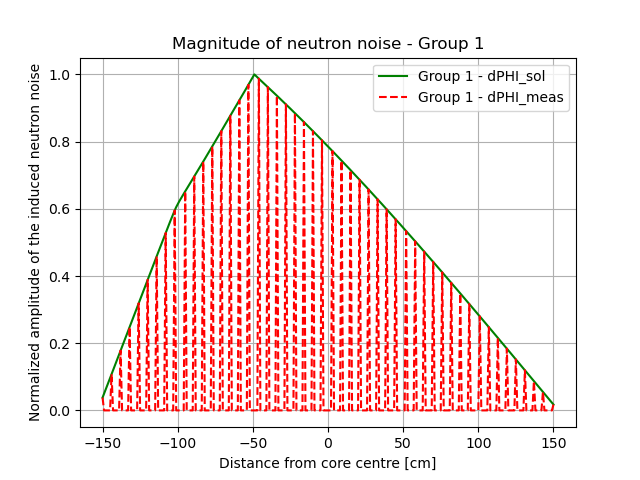 Magnitude of neutron noise - Group 1
Normalized amplitude of the induced neutron noise
1.0
0.8
0.6
0.4
0.2
0.0
Group 1 - dPHI_sol
Group 1 - dPHI_meas
−150
−100
−50
0
50
100
150
Distance from core centre [cm]